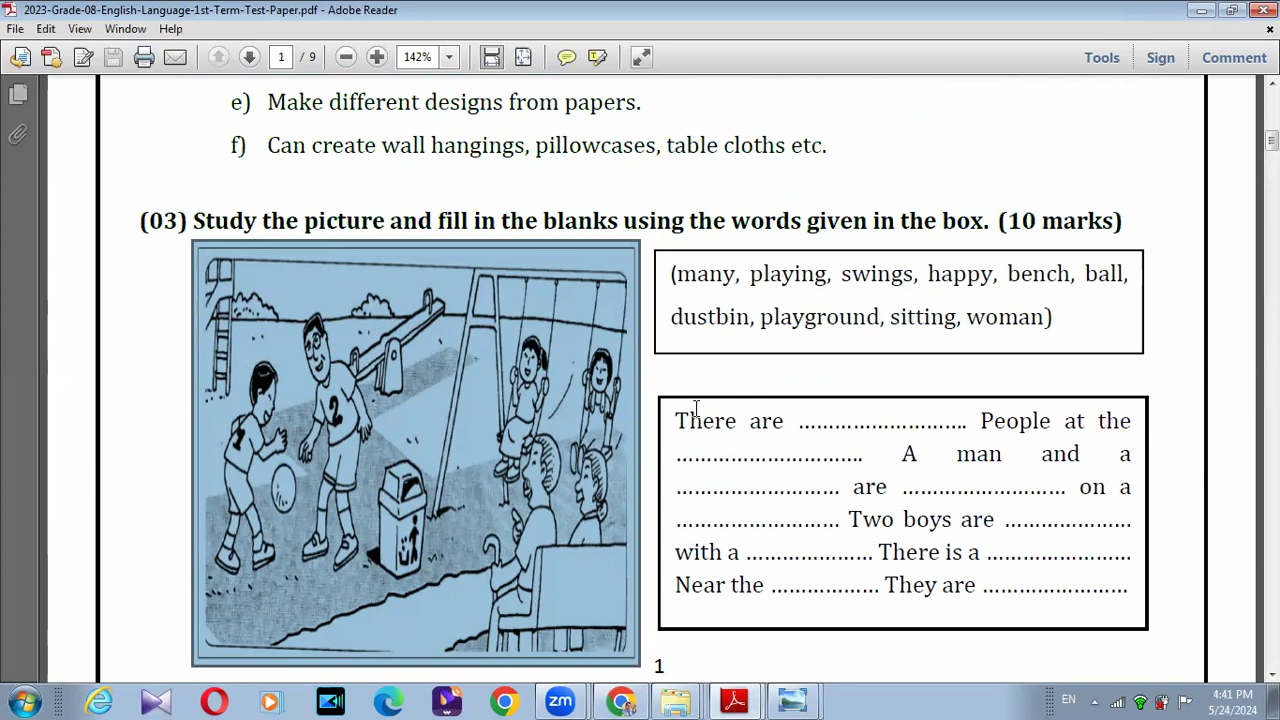 2023-Grade-08-English-Language-1st-Term-Test-Paper.pdf - Adobe Reader
File Edit View Window Help
1 / 9 142% Tools Sign Comment
e) Make different designs from papers.
f) Can create wall hangings, pillowcases, table cloths etc.
(03) Study the picture and fill in the blanks using the words given in the box. (10 marks)
(many, playing, swings, happy, bench, ball,
dustbin, playground, sitting, woman)
There are ………………………. People at the
…………………………. A man and a
……………………… are ……………………… on a
……………………… Two boys are …………………
with a ………………… There is a ……………………
Near the ……………… They are ……………………
1 2
1
EN 4:41 PM
5/24/2024